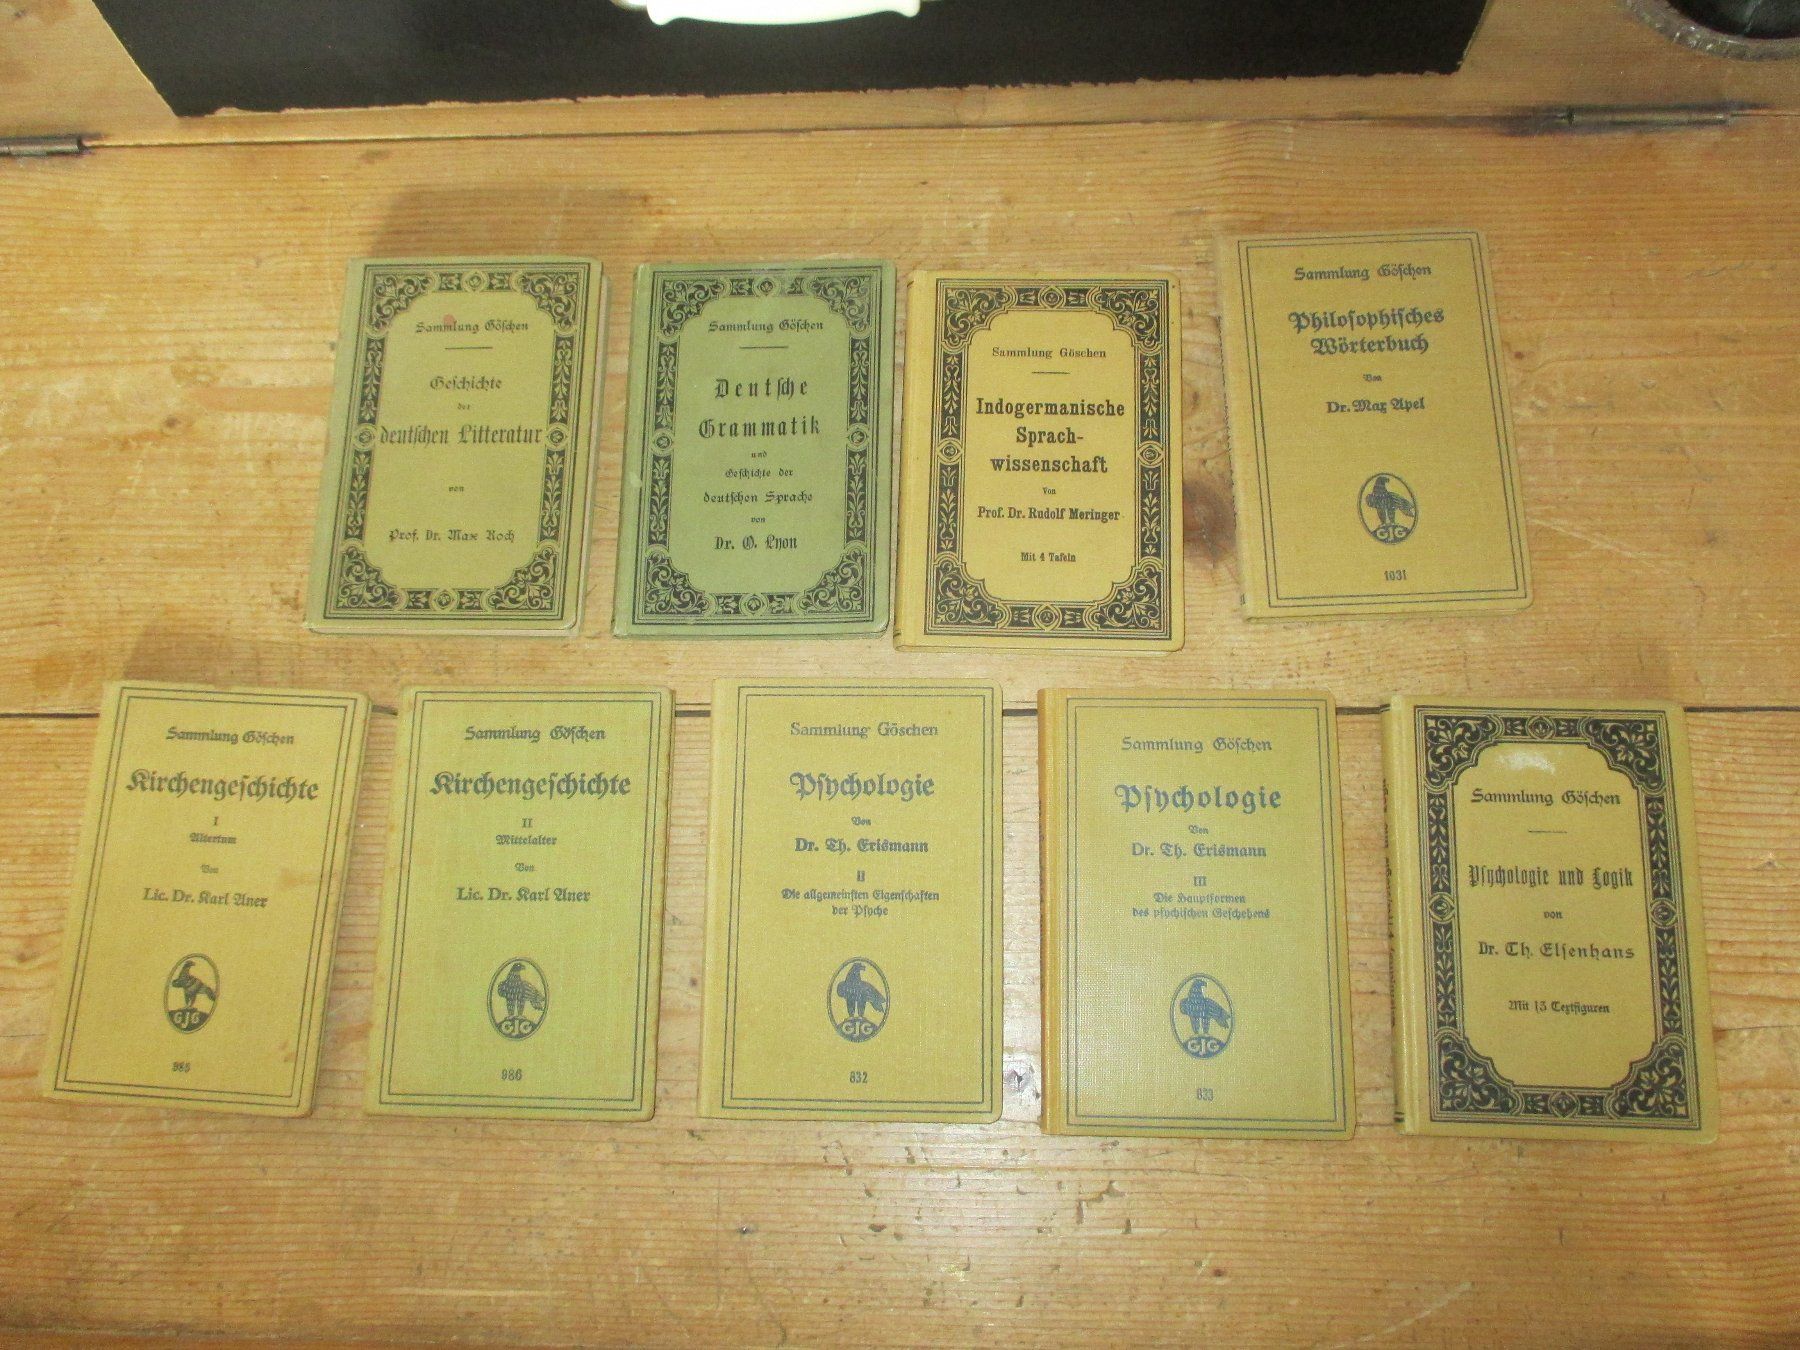 Sammlung Göschen
Geschichte
der
deutschen Litteratur
von
Prof. Dr. Max Koch
Sammlung Göschen
Deutsche
Grammatik
und
Geschichte der
deutschen Sprache
von
Dr. O. Lyon
Sammlung Göschen
Indogermanische
Sprach-
wissenschaft
Von
Prof. Dr. Rudolf Meringer
Mit 4 Tafeln
Sammlung Göschen
Philosophisches
Wörterbuch
Von
Dr. Max Apel
GJG
1031
Sammlung Göschen
Kirchengeschichte
I
Altertum
Von
Lic. Dr. Karl Aner
GJG
985
Sammlung Göschen
Kirchengeschichte
II
Mittelalter
Von
Lic. Dr. Karl Aner
GJG
986
Sammlung Göschen
Psychologie
Von
Dr. Th. Erismann
II
Die allgemeinsten Eigenschaften
der Psyche
GJG
832
Sammlung Göschen
Psychologie
Von
Dr. Th. Erismann
III
Die Hauptformen
des psychischen Geschehens
GJG
833
Sammlung Göschen
Psychologie und Logik
von
Dr. Th. Elsenhans
Mit 13 Textfiguren